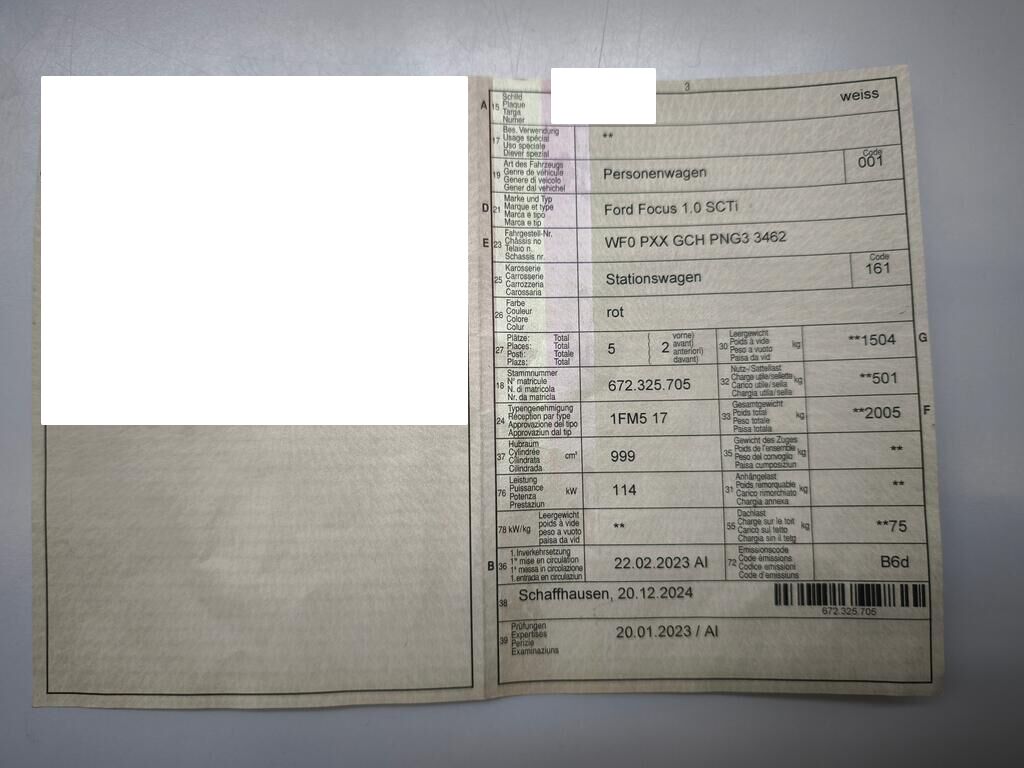 3
A 15 Schild
Plaque
Targa
Numer
weiss
17 Bes. Verwendung
Usage spécial
Uso speciale
Diever spezial
**
19 Art des Fahrzeugs
Genre de véhicule
Genere di veicolo
Gener dal vehichel
Personenwagen
Code
001
D 21 Marke und Typ
Marque et type
Marca e tipo
Marca e tip
Ford Focus 1.0 SCTi
E 23 Fahrgestell-Nr.
Châssis no
Telaio n.
Schassis nr.
WF0 PXX GCH PNG3 3462
25 Karosserie
Carrosserie
Carrozzeria
Carossaria
Stationswagen
Code
161
26 Farbe
Couleur
Colore
Colur
rot
27 Plätze: Total
Places: Total
Posti: Totale
Plazs: Total
5 ( 2 vorne)
avant)
anteriori)
davant)
30 Leergewicht
Poids à vide
Peso a vuoto
Paisa da vid
kg
**1504 G
18 Stammnummer
N° matricule
N. di matricola
Nr. da matricla
672.325.705
32 Nutz-/Sattellast
Charge utile/sellette
Carico utile/sella
Chargia utila/sella
kg
**501
24 Typengenehmigung
Réception par type
Approvazione del tipo
Approvaziun dal tip
1FM5 17
33 Gesamtgewicht
Poids total
Peso totale
Paisa totala
kg
**2005 F
37 Hubraum
Cylindrée
Cilindrata
Cilindrada
cm³
999
35 Gewicht des Zuges
Poids de l'ensemble
Peso del convoglio
Paisa cumposiziun
kg
**
76 Leistung
Puissance
Potenza
Prestaziun
kW
114
31 Anhängelast
Poids remorquable
Carico rimorchiato
Chargia annexa
kg
**
78 kW/kg Leergewicht
poids à vide
peso a vuoto
paisa da vid
**
55 Dachlast
Charge sur le toit
Carico sul tetto
Chargia sin il tetg
kg
**75
B 36 1. Inverkehrsetzung
1re mise en circulation
1a messa in circolazione
1. entrada en circulaziun
22.02.2023 AI
72 Emissionscode
Code émissions
Codice emissioni
Code d'emissiuns
B6d
38 Schaffhausen, 20.12.2024
672.325.705
39 Prüfungen
Expertises
Perizie
Examinaziuns
20.01.2023 / AI